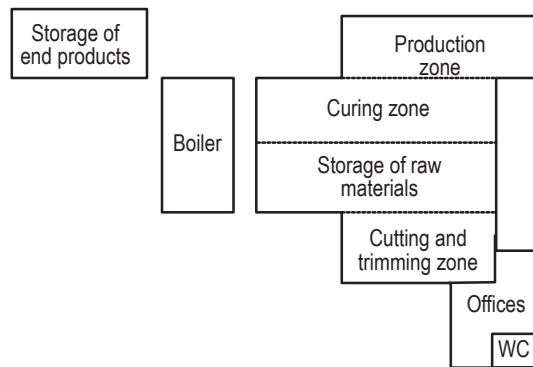 Storage of
end products
Production
zone
Curing zone
Boiler
Storage of raw
materials
Cutting and
trimming zone
Offices
WC